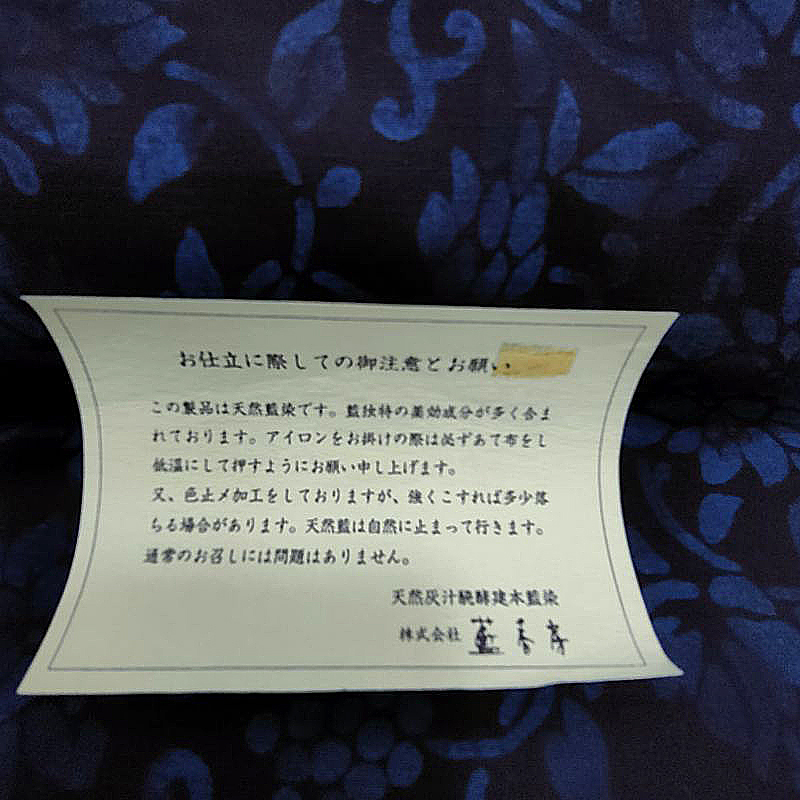 お仕立に際しての御注意とお願い
この製品は天然藍染です。藍独特の薬効成分が多く含ま
れております。アイロンをお掛けの際は必ずあて布をし
低温にして押すようにお願い申し上げます。
又、色止メ加工をしておりますが、強くこすれば多少落
ちる場合があります。天然藍は自然に止まって行きます。
通常のお召しには問題はありません。
天然灰汁醗酵建本藍染
株式会社 藍